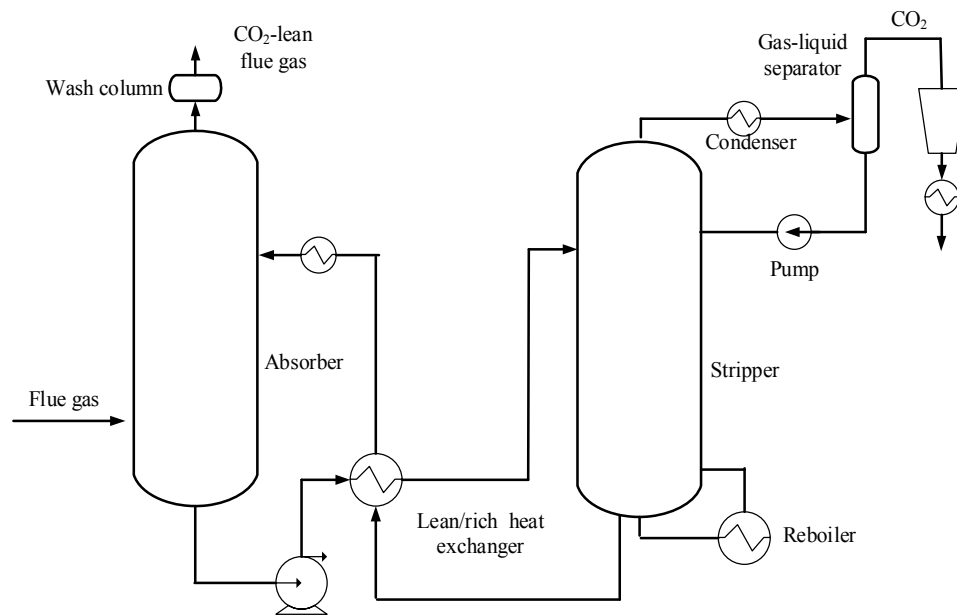 CO₂-lean
flue gas
Wash column
CO₂
Gas-liquid
separator
Condenser
Pump
Absorber
Stripper
Flue gas
Lean/rich heat
exchanger
Reboiler